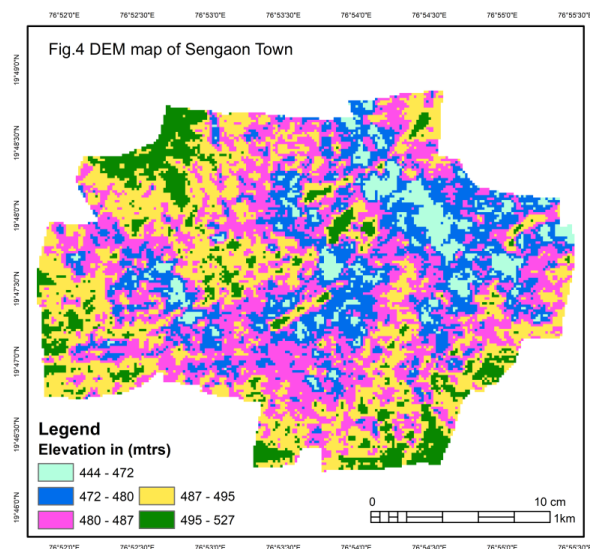 76°52'0"E 76°52'30"E 76°53'0"E 76°53'30"E 76°54'0"E 76°54'30"E 76°55'0"E 76°55'30"E
Fig.4 DEM map of Sengaon Town
19°49'0"N
19°48'30"N
19°48'0"N
19°47'30"N
19°47'0"N
19°46'30"N
19°46'0"N
Legend
Elevation in (mtrs)
444 - 472
472 - 480 487 - 495
480 - 487 495 - 527
0 10 cm
1km
76°52'0"E 76°52'30"E 76°53'0"E 76°53'30"E 76°54'0"E 76°54'30"E 76°55'0"E 76°55'30"E